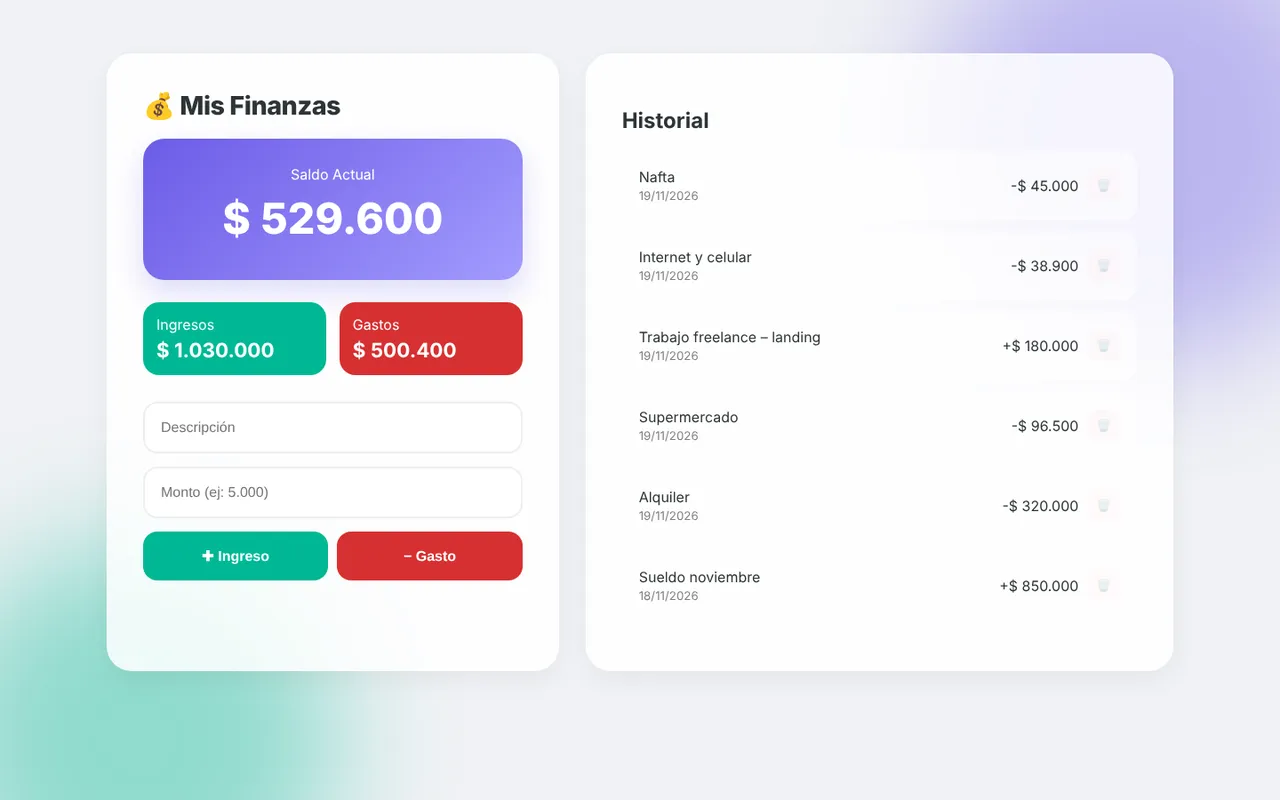 💰 Mis Finanzas
Saldo Actual
$ 529.600
Ingresos
$ 1.030.000
Gastos
$ 500.400
Descripción
Monto (ej: 5.000)
➕ Ingreso
− Gasto
Historial
Nafta
19/11/2026
-$ 45.000
Internet y celular
19/11/2026
-$ 38.900
Trabajo freelance – landing
19/11/2026
+$ 180.000
Supermercado
19/11/2026
-$ 96.500
Alquiler
19/11/2026
-$ 320.000
Sueldo noviembre
18/11/2026
+$ 850.000